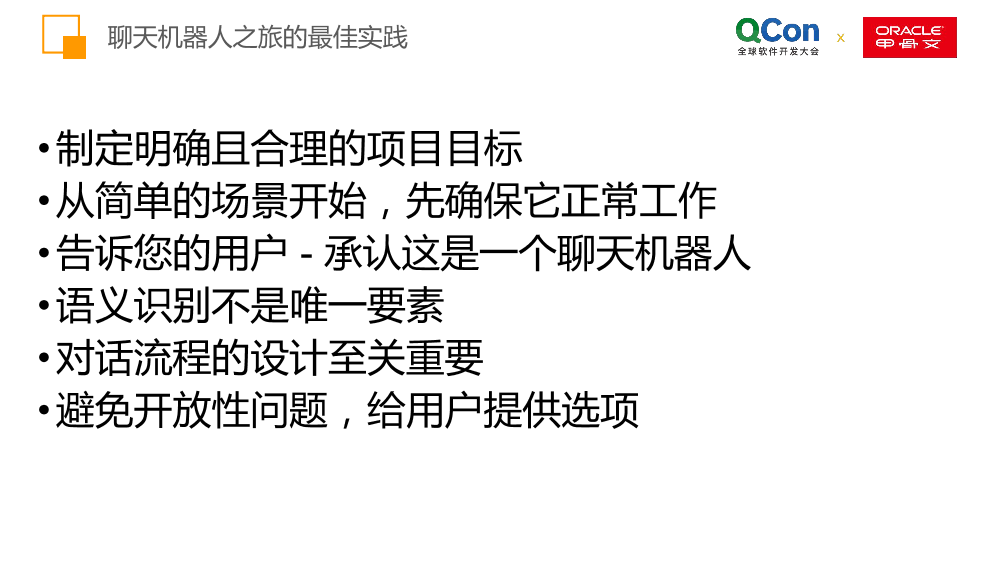 聊天机器人之旅的最佳实践
QCon
全球软件开发大会
x
ORACLE
甲骨文
•制定明确且合理的项目目标
•从简单的场景开始，先确保它正常工作
•告诉您的用户 - 承认这是一个聊天机器人
•语义识别不是唯一要素
•对话流程的设计至关重要
•避免开放性问题，给用户提供选项